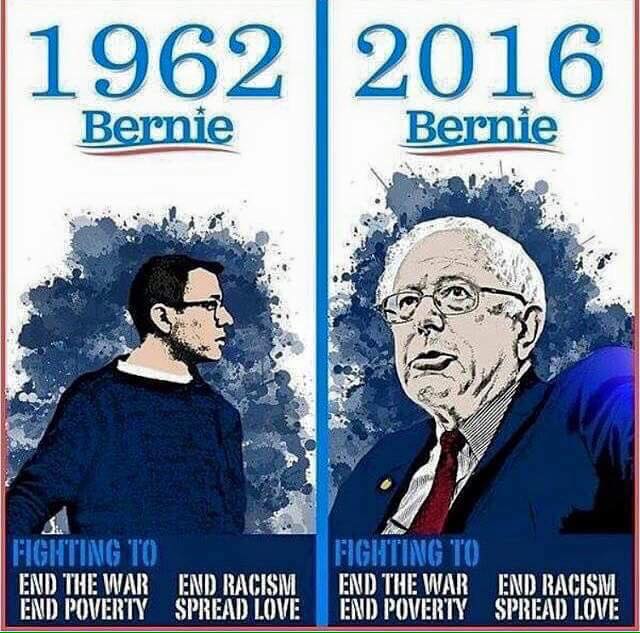 1962
Bernie
FIGHTING TO
END THE WAR
END RACISM
END POVERTY
SPREAD LOVE
2016
Bernie
FIGHTING TO
END THE WAR
END RACISM
END POVERTY
SPREAD LOVE